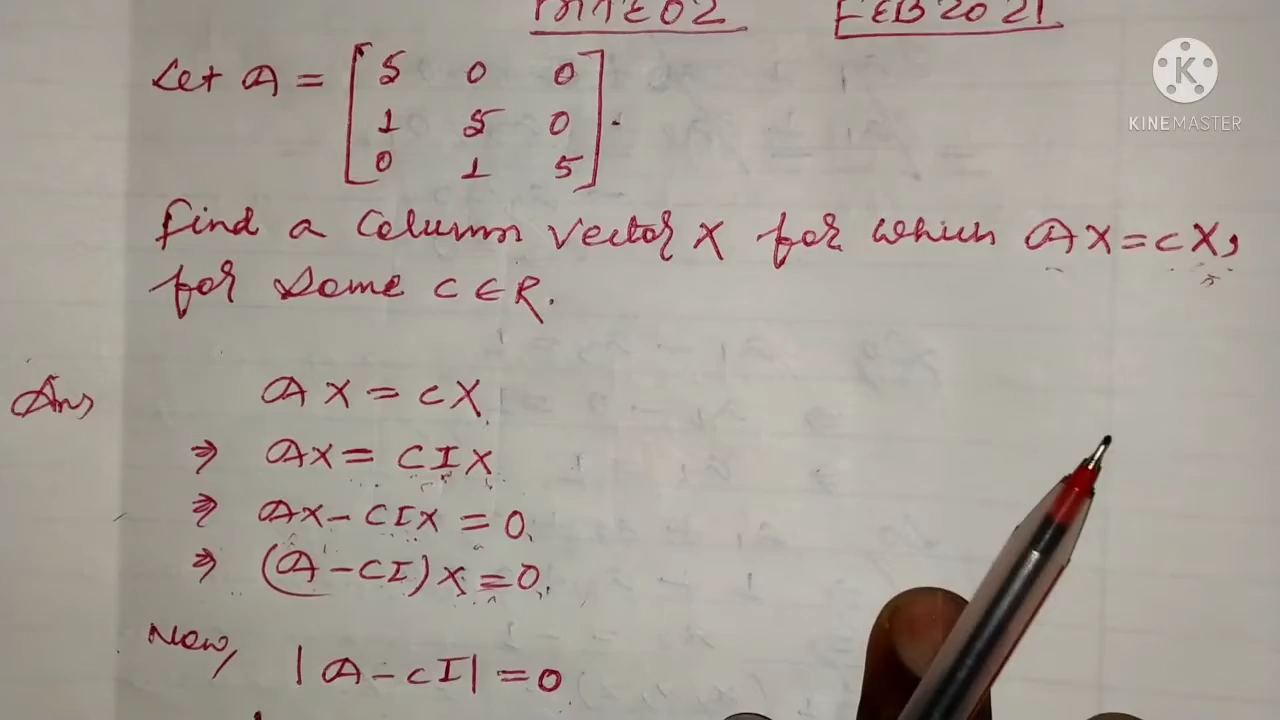 FEB 2021
K
KINEMASTER
Let A = [5 0 0
1 5 0
0 1 5].
Find a column vector X for which AX = cX,
for some c ∈ R.
Ans AX = cX
⇒ AX = CIX
⇒ AX - CIX = 0.
⇒ (A - CI)X = 0.
Now, |A - cI| = 0